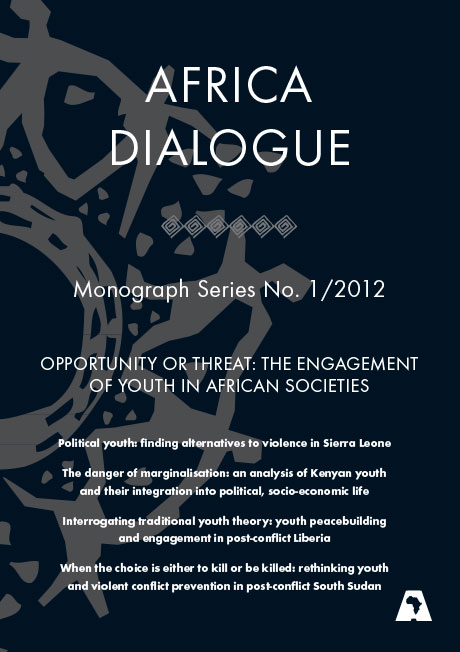 AFRICA
DIALOGUE
Monograph Series No. 1/2012
OPPORTUNITY OR THREAT: THE ENGAGEMENT
OF YOUTH IN AFRICAN SOCIETIES
Political youth: finding alternatives to violence in Sierra Leone
The danger of marginalisation: an analysis of Kenyan youth
and their integration into political, socio-economic life
Interrogating traditional youth theory: youth peacebuilding
and engagement in post-conflict Liberia
When the choice is either to kill or be killed: rethinking youth
and violent conflict prevention in post-conflict South Sudan